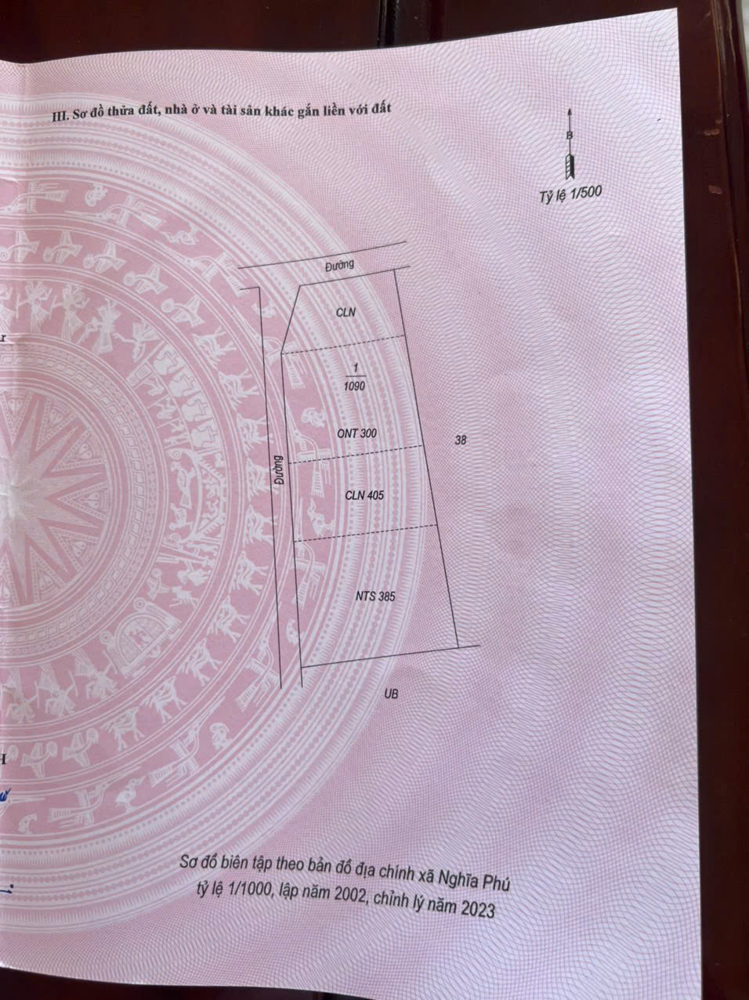 III. Sơ đồ thửa đất, nhà ở và tài sản khác gắn liền với đất
B
Tỷ lệ 1/500
Đường
CLN
1
1090
ONT 300
38
Đường
CLN 405
NTS 385
UB
Sơ đồ biên tập theo bản đồ địa chính xã Nghĩa Phú
tỷ lệ 1/1000, lập năm 2002, chỉnh lý năm 2023